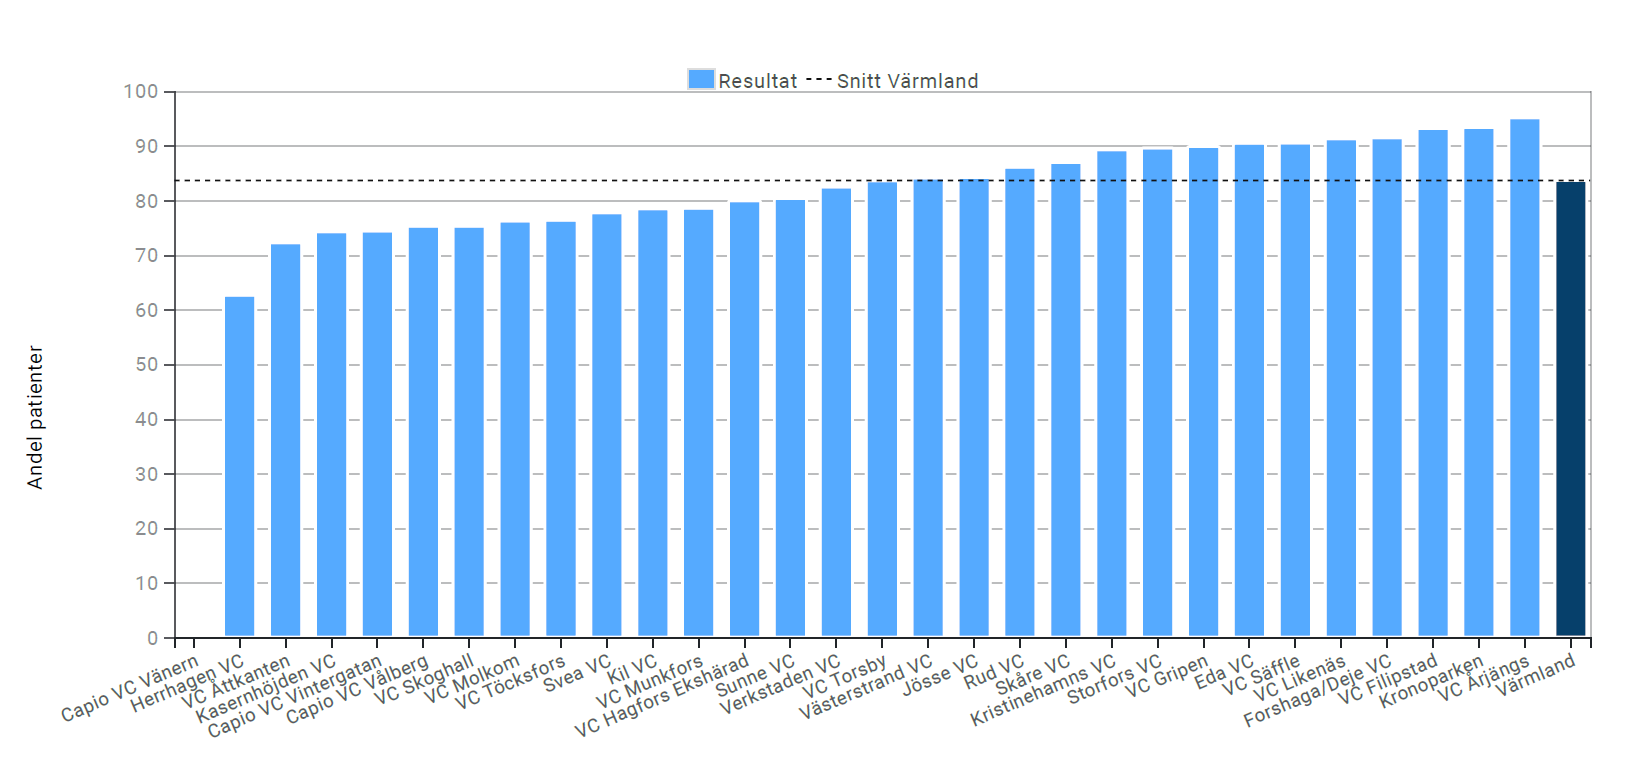 Resultat --- Snitt Värmland
Andel patienter
100
90
80
70
60
50
40
30
20
10
0
Capio VC Vänern
Herrhagen VC
VC Åttkanten
Kasernhöjden VC
Capio VC Vintergatan
Capio VC Vålberg
VC Skoghall
VC Molkom
VC Töcksfors
Svea VC
Kil VC
VC Munkfors
VC Hagfors Ekshärad
Sunne VC
Verkstaden VC
VC Torsby
Västerstrand VC
Jösse VC
Rud VC
Skåre VC
Kristinehamns VC
Storfors VC
VC Gripen
Eda VC
VC Säffle
VC Likenäs
Forshaga/Deje VC
VC Filipstad
Kronoparken
VC Årjängs
Värmland